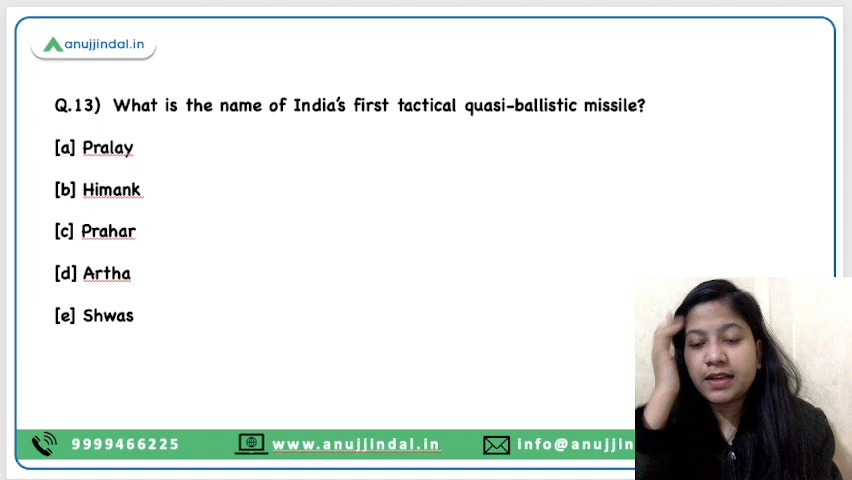 anujjindal.in
Q.13) What is the name of India's first tactical quasi-ballistic missile?
[a] Pralay
[b] Himank
[c] Prahar
[d] Artha
[e] Shwas
9999466225 www.anujjindal.in info@anujjin